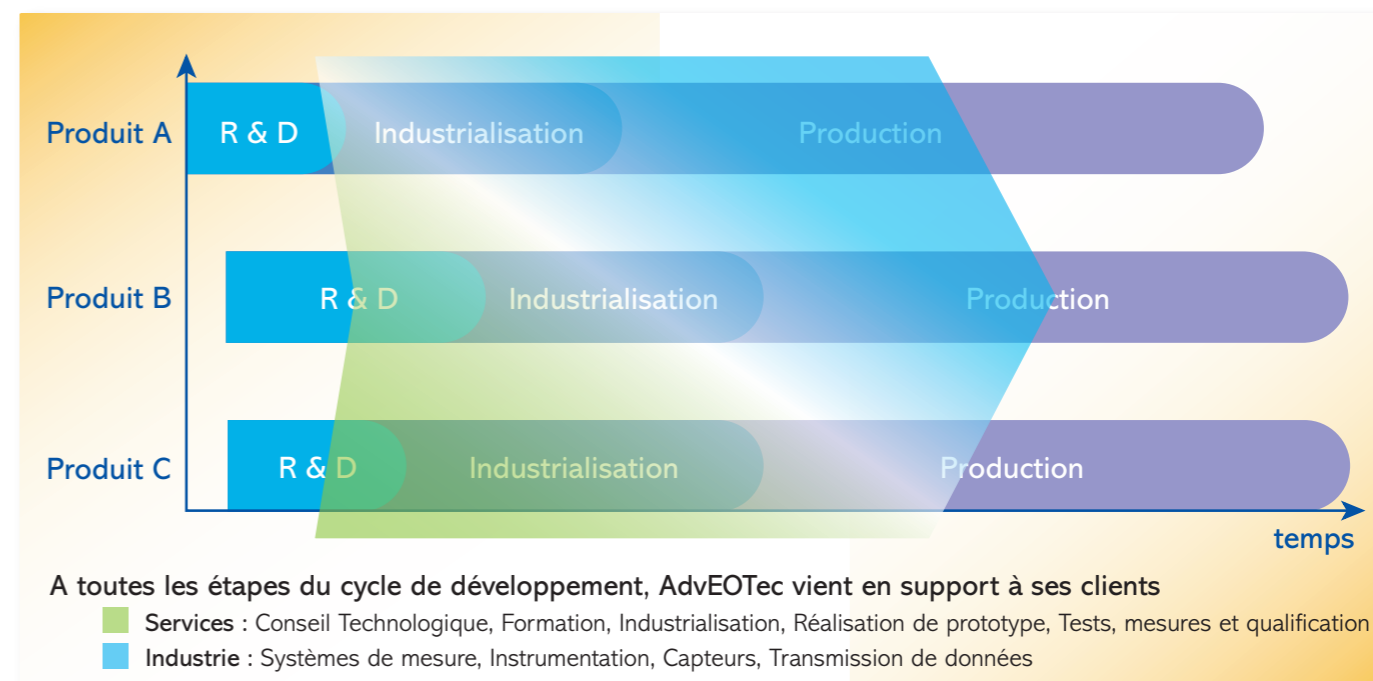 Produit A R & D Industrialisation Production
Produit B R & D Industrialisation Production
Produit C R & D Industrialisation Production
temps
A toutes les étapes du cycle de développement, AdvEOTec vient en support à ses clients
Services : Conseil Technologique, Formation, Industrialisation, Réalisation de prototype, Tests, mesures et qualification
Industrie : Systèmes de mesure, Instrumentation, Capteurs, Transmission de données